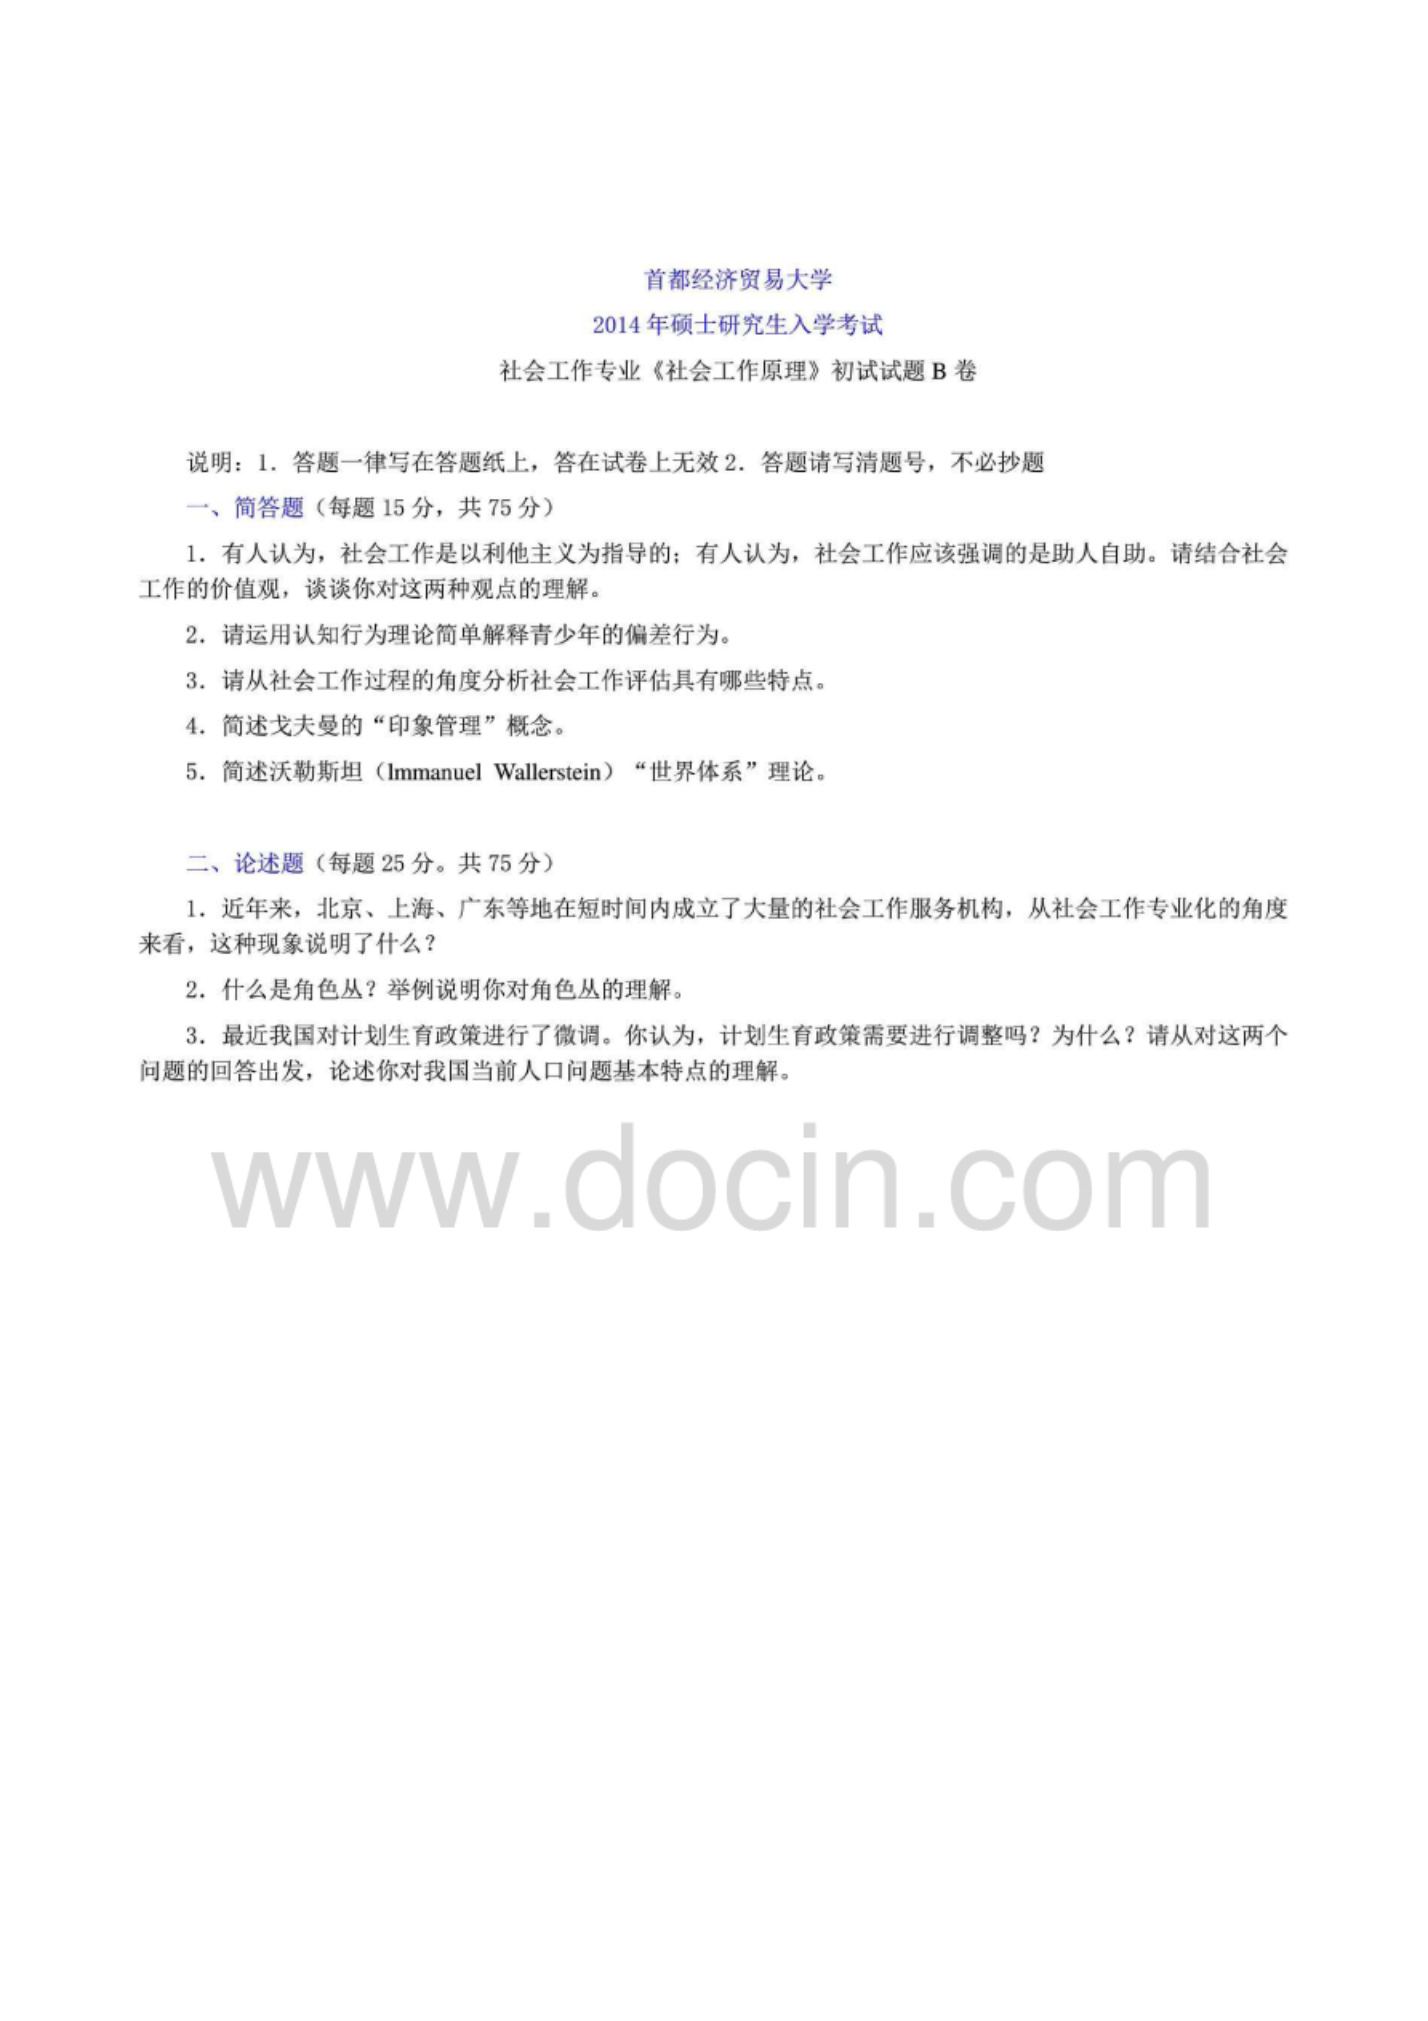 首都经济贸易大学
2014 年硕士研究生入学考试
社会工作专业《社会工作原理》初试试题 B 卷
说明：1．答题一律写在答题纸上，答在试卷上无效 2．答题请写清题号，不必抄题
一、简答题（每题 15 分，共 75 分）
1．有人认为，社会工作是以利他主义为指导的；有人认为，社会工作应该强调的是助人自助。请结合社会
工作的价值观，谈谈你对这两种观点的理解。
2．请运用认知行为理论简单解释青少年的偏差行为。
3．请从社会工作过程的角度分析社会工作评估具有哪些特点。
4．简述戈夫曼的“印象管理”概念。
5．简述沃勒斯坦（lmmanuel Wallerstein）“世界体系”理论。
二、论述题（每题 25 分。共 75 分）
1．近年来，北京、上海、广东等地在短时间内成立了大量的社会工作服务机构，从社会工作专业化的角度
来看，这种现象说明了什么？
2．什么是角色丛？举例说明你对角色丛的理解。
3．最近我国对计划生育政策进行了微调。你认为，计划生育政策需要进行调整吗？为什么？请从对这两个
问题的回答出发，论述你对我国当前人口问题基本特点的理解。
www.docin.com